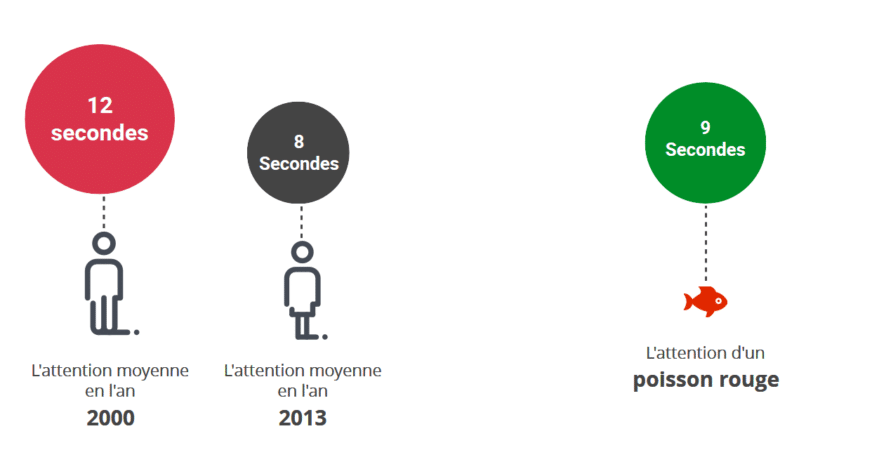 12
secondes
8
Secondes
9
Secondes
L'attention moyenne
en l'an
2000
L'attention moyenne
en l'an
2013
L'attention d'un
poisson rouge